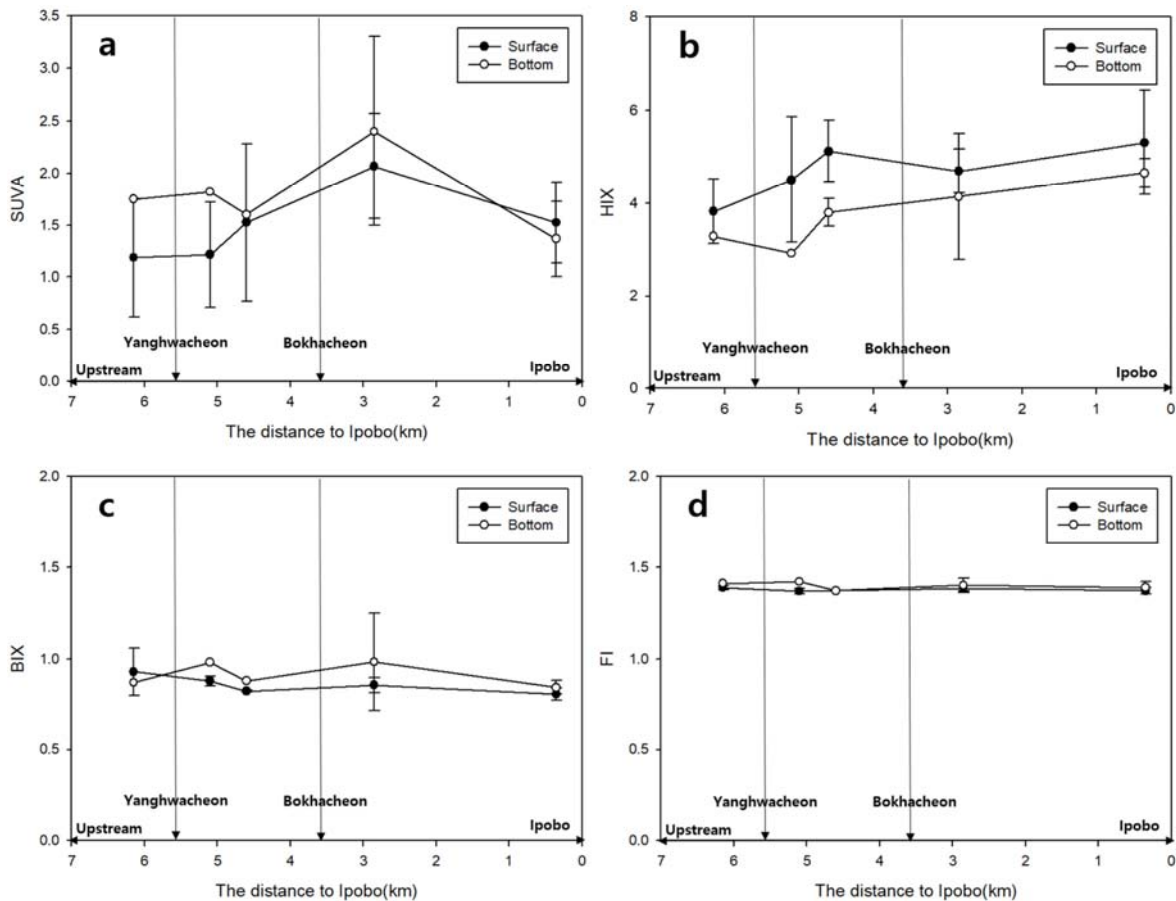 a
Surface
Bottom
SUVA
3.5
3.0
2.5
2.0
1.5
1.0
0.5
0.0
Yanghwacheon
Bokhacheon
Upstream
Ipobo
7 6 5 4 3 2 1 0
The distance to Ipobo(km)
b
Surface
Bottom
HIX
8
6
4
2
0
Yanghwacheon
Bokhacheon
Upstream
Ipobo
7 6 5 4 3 2 1 0
The distance to Ipobo(km)
c
Surface
Bottom
BIX
2.0
1.5
1.0
0.5
0.0
Yanghwacheon
Bokhacheon
Upstream
Ipobo
7 6 5 4 3 2 1 0
The distance to Ipobo(km)
d
Surface
Bottom
FI
2.0
1.5
1.0
0.5
0.0
Yanghwacheon
Bokhacheon
Upstream
Ipobo
7 6 5 4 3 2 1 0
The distance to Ipobo(km)